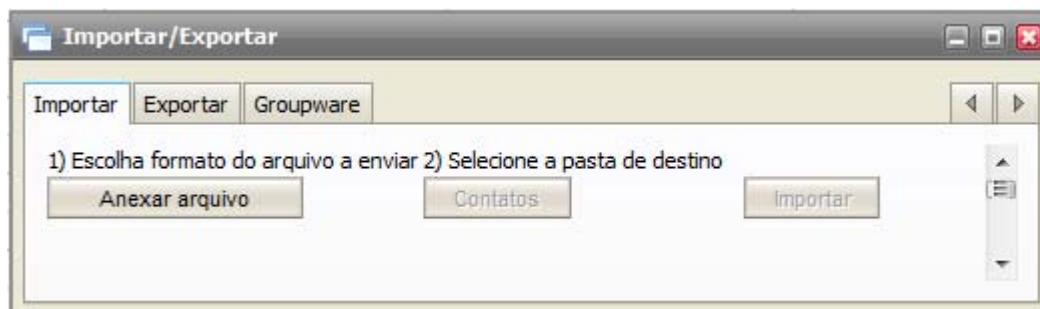 Importar/Exportar
Importar Exportar Groupware
1) Escolha formato do arquivo a enviar 2) Selecione a pasta de destino
Anexar arquivo Contatos Importar